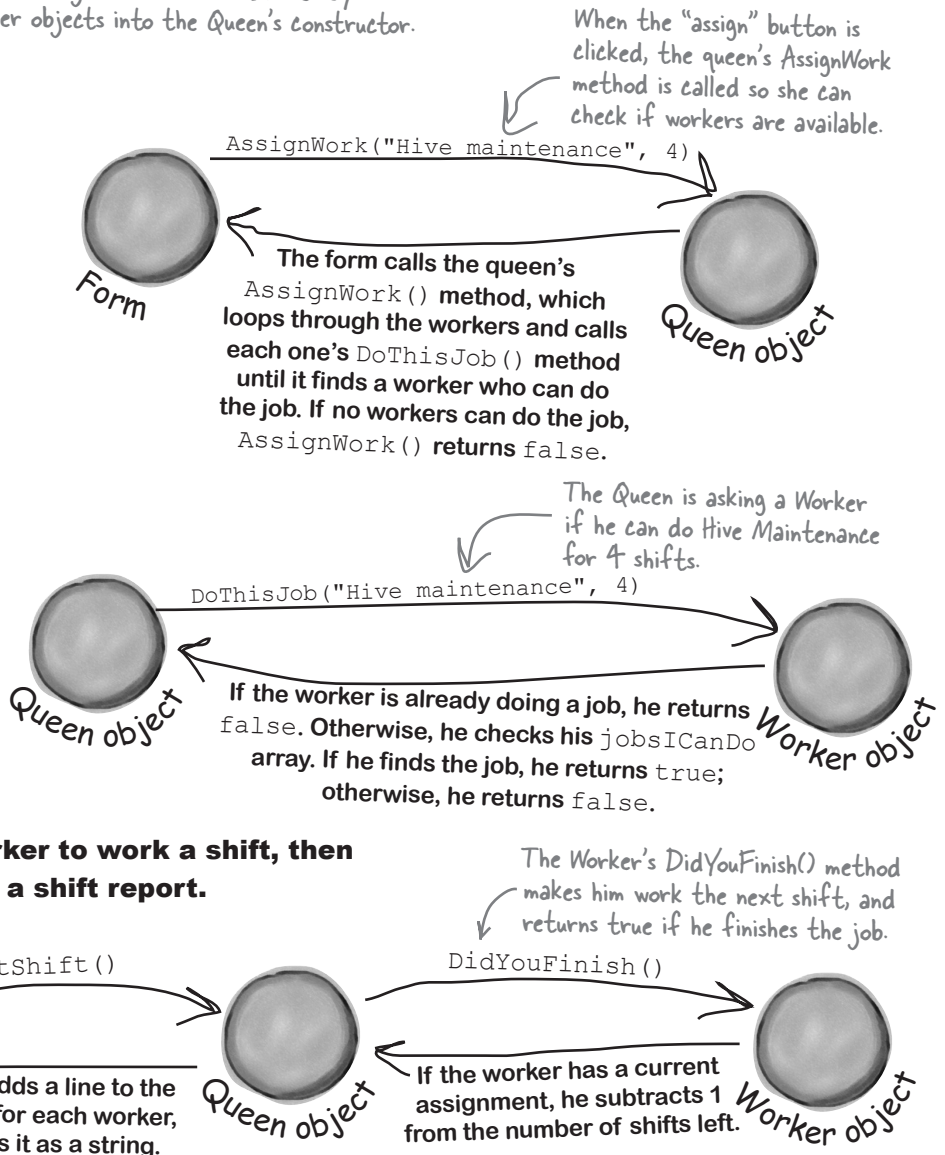 er objects into the Queen's constructor.
When the “assign” button is
clicked, the queen's AssignWork
method is called so she can
check if workers are available.
AssignWork("Hive maintenance", 4)
Form
Queen object
The form calls the queen's
AssignWork() method, which
loops through the workers and calls
each one's DoThisJob() method
until it finds a worker who can do
the job. If no workers can do the job,
AssignWork() returns false.
The Queen is asking a Worker
if he can do Hive Maintenance
for 4 shifts.
DoThisJob("Hive maintenance", 4)
Queen object
Worker object
If the worker is already doing a job, he returns
false. Otherwise, he checks his jobsICanDo
array. If he finds the job, he returns true;
otherwise, he returns false.
rker to work a shift, then
a shift report.
The Worker's DidYouFinish() method
makes him work the next shift, and
returns true if he finishes the job.
tShift()
DidYouFinish()
dds a line to the
for each worker,
s it as a string.
Queen object
If the worker has a current
assignment, he subtracts 1
from the number of shifts left.
Worker object